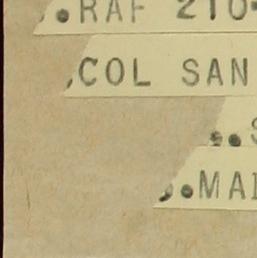 .RAF 210-
,COL SAN
..S
.MAI